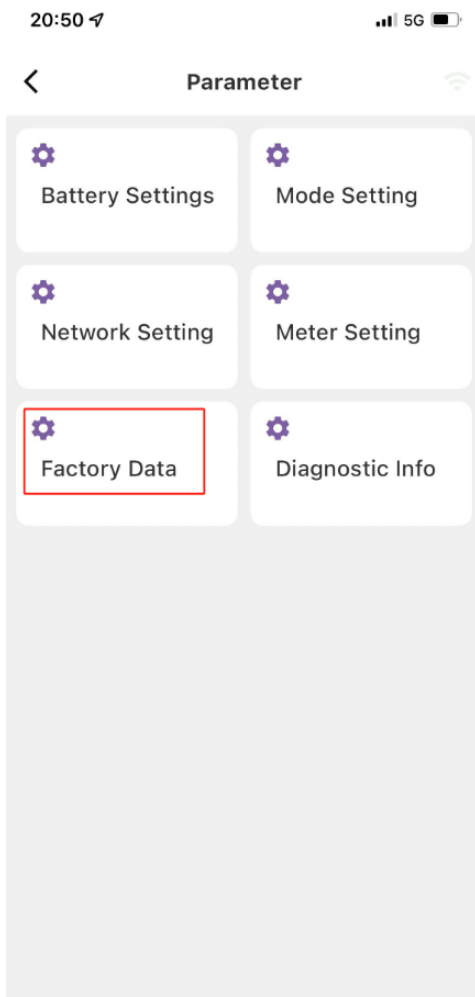 20:50 5G
Parameter
Battery Settings Mode Setting
Network Setting Meter Setting
Factory Data Diagnostic Info